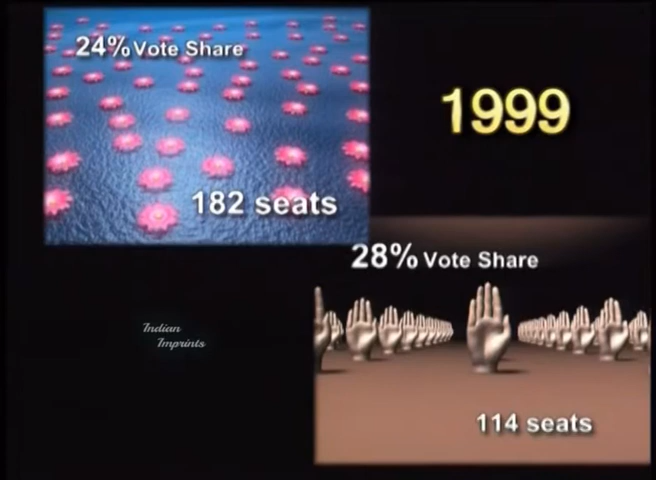 24% Vote Share
182 seats
1999
28% Vote Share
114 seats
Indian
Imprints